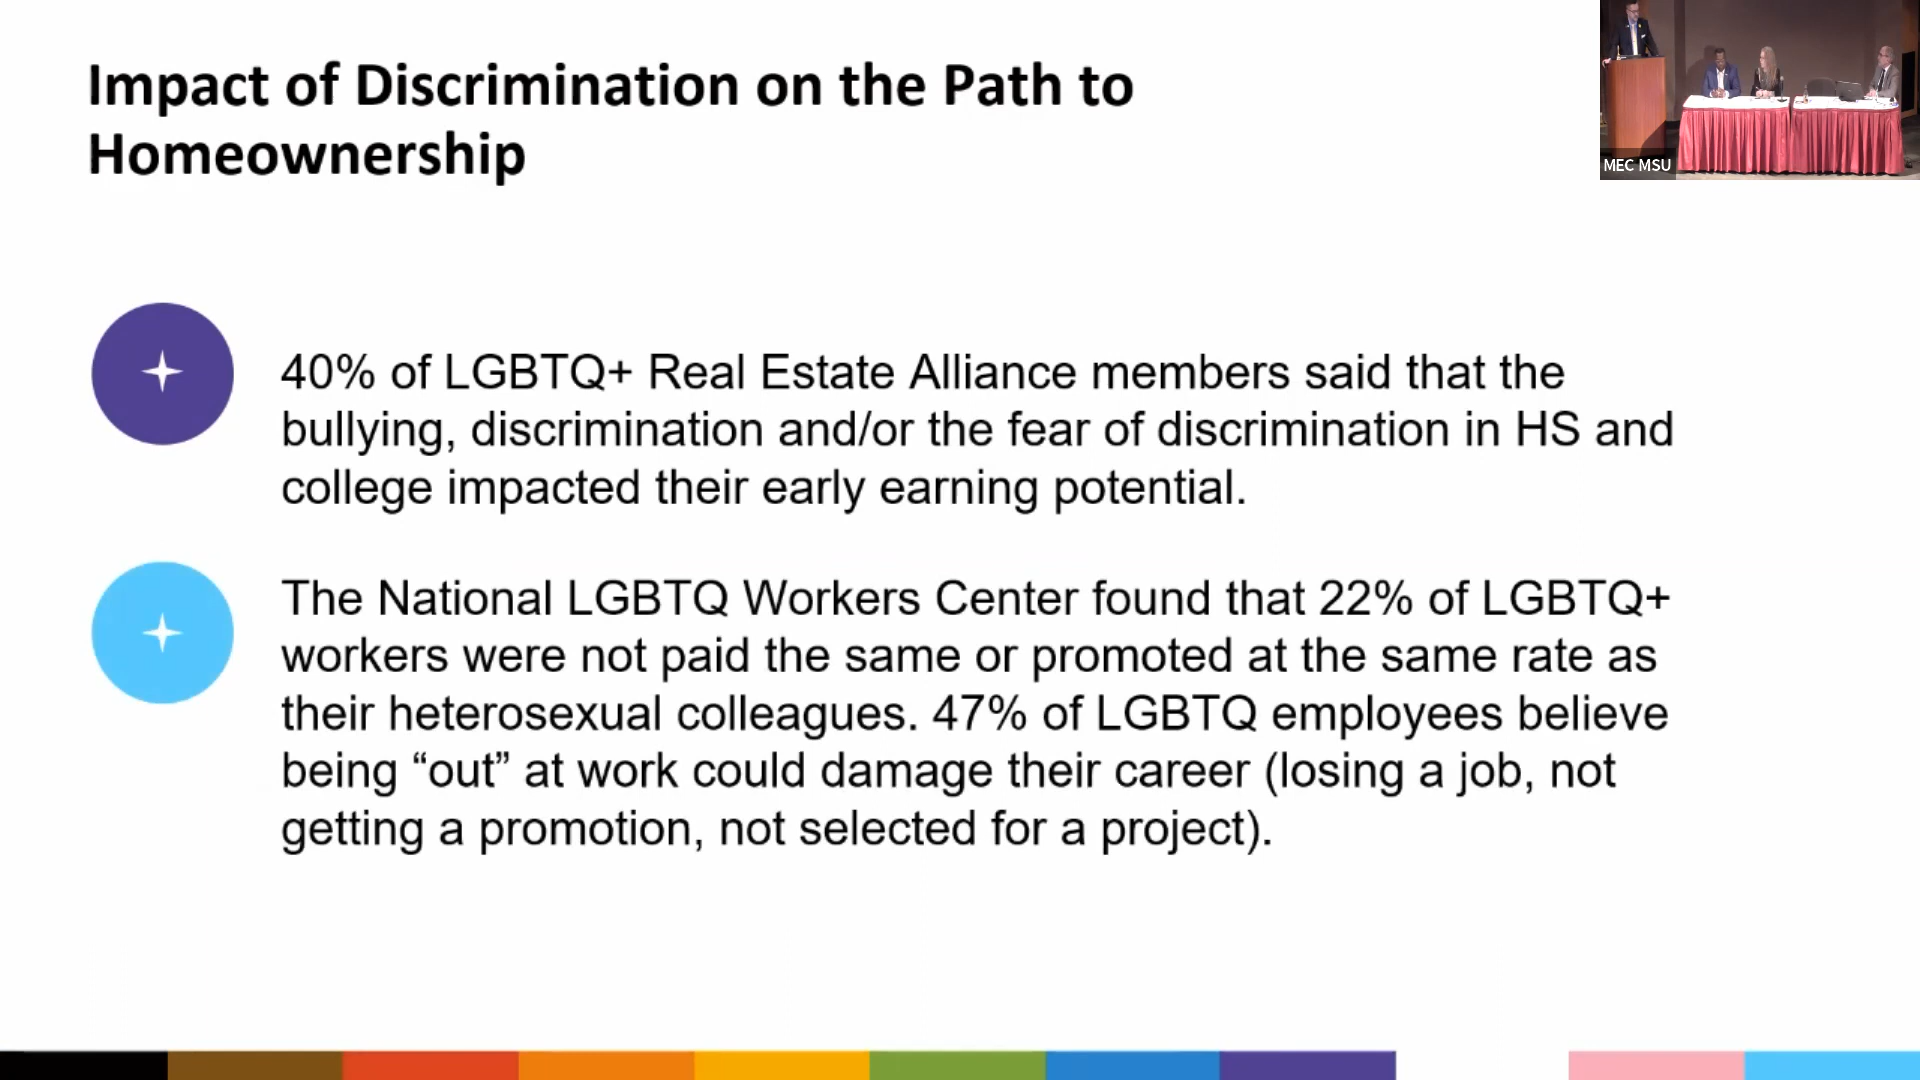 Impact of Discrimination on the Path to
Homeownership
MEC MSU
40% of LGBTQ+ Real Estate Alliance members said that the
bullying, discrimination and/or the fear of discrimination in HS and
college impacted their early earning potential.
The National LGBTQ Workers Center found that 22% of LGBTQ+
workers were not paid the same or promoted at the same rate as
their heterosexual colleagues. 47% of LGBTQ employees believe
being “out” at work could damage their career (losing a job, not
getting a promotion, not selected for a project).